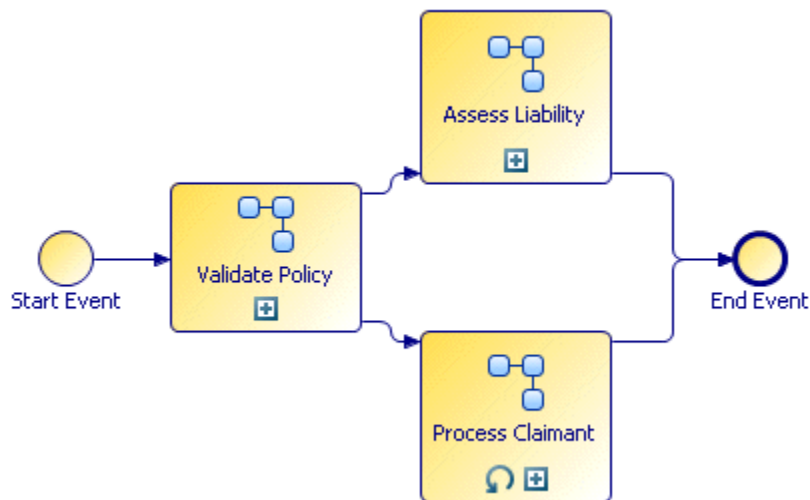 Assess Liability
Validate Policy
Start Event
End Event
Process Claimant